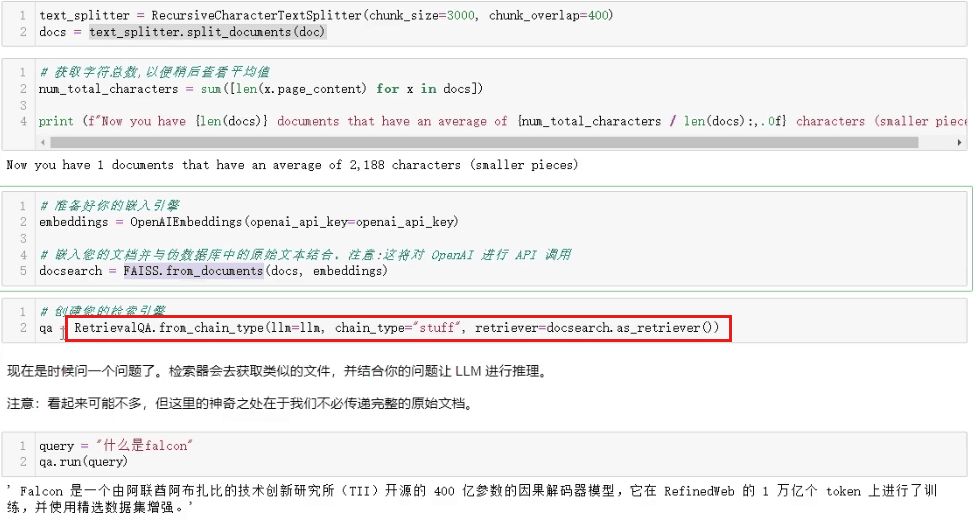 1 text_splitter = RecursiveCharacterTextSplitter(chunk_size=3000, chunk_overlap=400)
2 docs = text_splitter.split_documents(doc)
1 # 获取字符总数,以便稍后查看平均值
2 num_total_characters = sum([len(x.page_content) for x in docs])
3
4 print (f"Now you have {len(docs)} documents that have an average of {num_total_characters / len(docs):,.0f} characters (smaller piece
Now you have 1 documents that have an average of 2,188 characters (smaller pieces)
1 # 准备好你的嵌入引擎
2 embeddings = OpenAIEmbeddings(openai_api_key=openai_api_key)
3
4 # 嵌入您的文档并与伪数据库中的原始文本结合。注意:这将对 OpenAI 进行 API 调用
5 docsearch = FAISS.from_documents(docs, embeddings)
1 # 创建您的检索引擎
2 qa RetrievalQA.from_chain_type(llm=llm, chain_type="stuff", retriever=docsearch.as_retriever())
现在是时候问一个问题了。检索器会去获取类似的文件，并结合你的问题让 LLM 进行推理。
注意：看起来可能不多，但这里的神奇之处在于我们不必传递完整的原始文档。
1 query = "什么是falcon"
2 qa.run(query)
' Falcon 是一个由阿联酋阿布扎比的技术创新研究所（TII）开源的 400 亿参数的因果解码器模型，它在 RefinedWeb 的 1 万亿个 token 上进行了训
练，并使用精选数据集增强。'